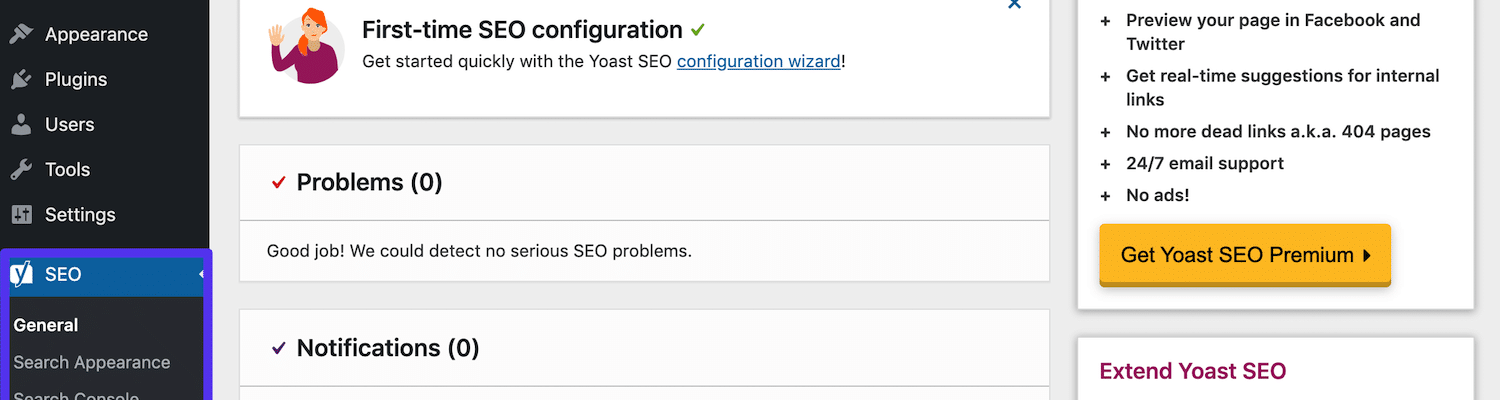 Appearance
Plugins
Users
Tools
Settings
SEO
General
Search Appearance
Search Console
First-time SEO configuration
Get started quickly with the Yoast SEO configuration wizard!
Problems (0)
Good job! We could detect no serious SEO problems.
Notifications (0)
+ Preview your page in Facebook and
Twitter
+ Get real-time suggestions for internal
links
+ No more dead links a.k.a. 404 pages
+ 24/7 email support
+ No ads!
Get Yoast SEO Premium
Extend Yoast SEO